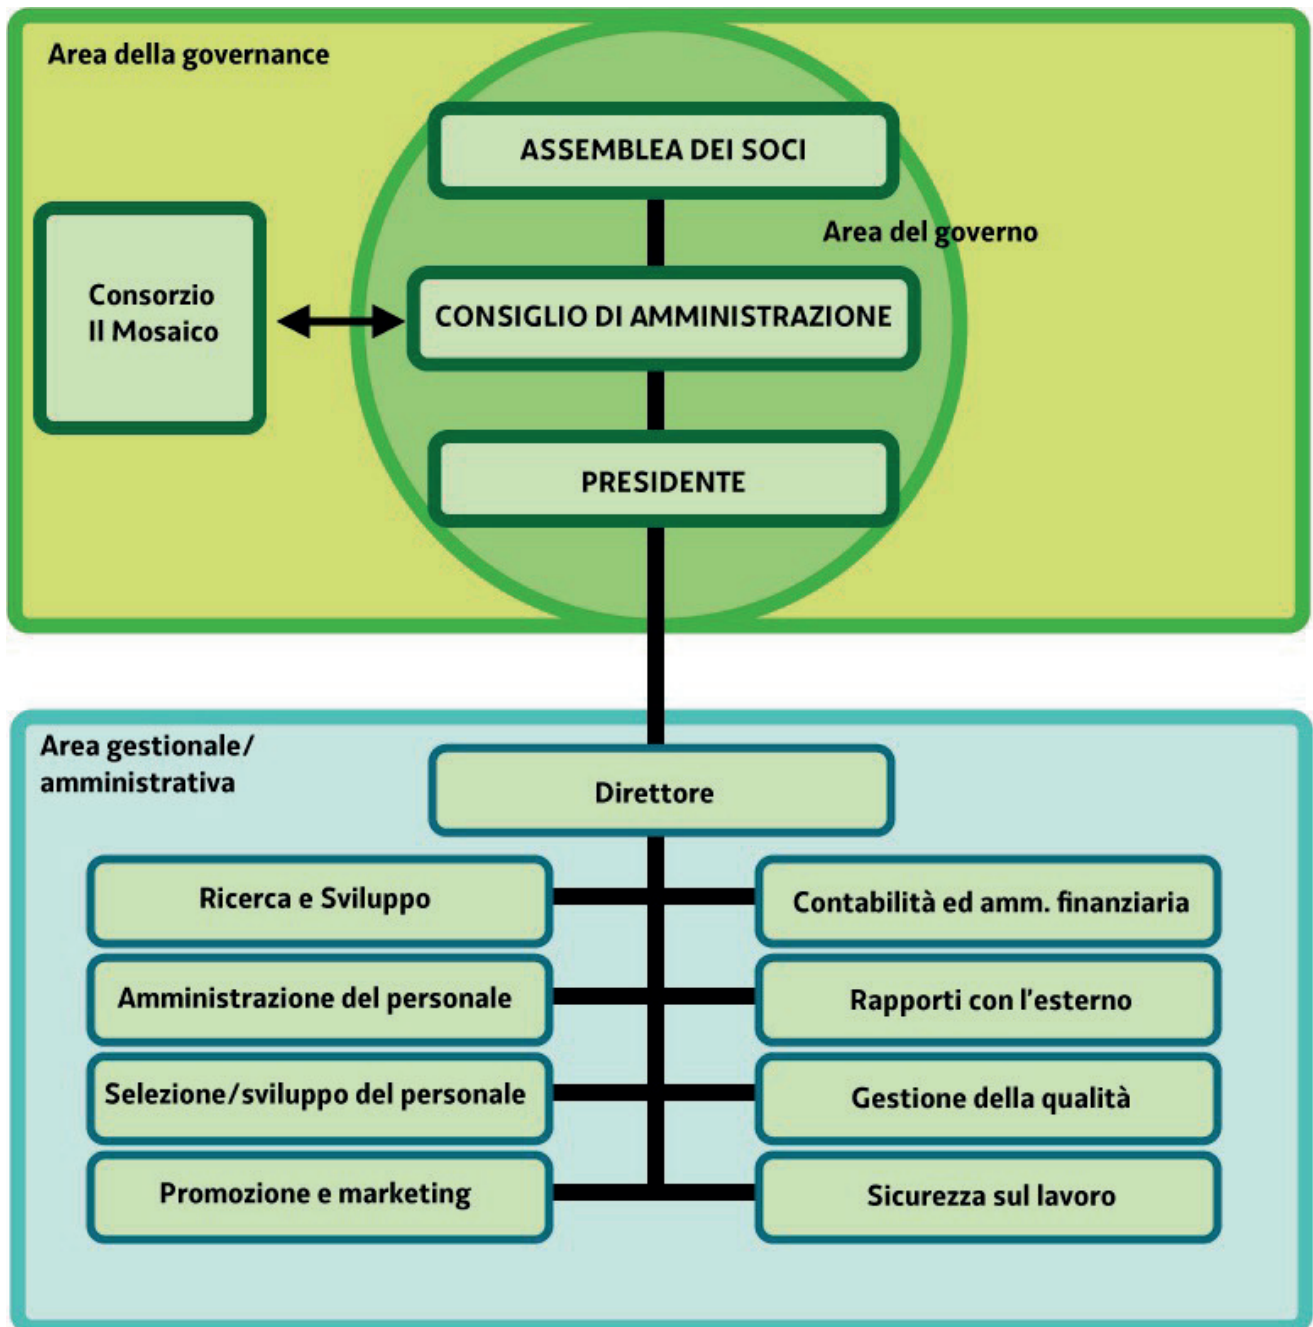 Area della governance
ASSEMBLEA DEI SOCI
Area del governo
Consorzio
Il Mosaico
CONSIGLIO DI AMMINISTRAZIONE
PRESIDENTE
Area gestionale/
amministrativa
Direttore
Ricerca e Sviluppo
Contabilità ed amm. finanziaria
Amministrazione del personale
Rapporti con l'esterno
Selezione/sviluppo del personale
Gestione della qualità
Promozione e marketing
Sicurezza sul lavoro